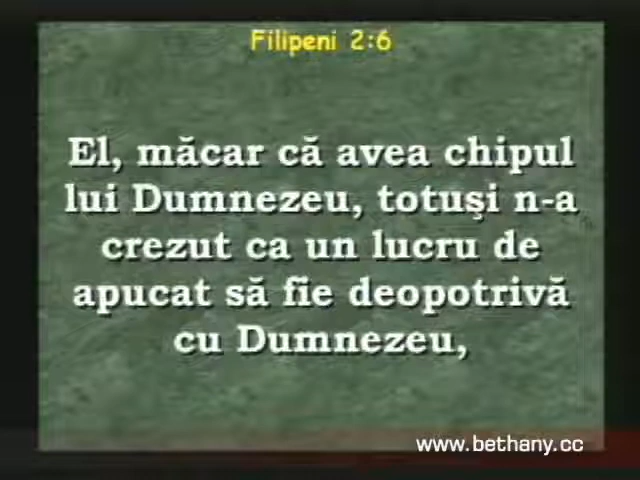 Filipeni 2:6
El, măcar că avea chipul
lui Dumnezeu, totuşi n-a
crezut ca un lucru de
apucat să fie deopotrivă
cu Dumnezeu,
www.bethany.cc